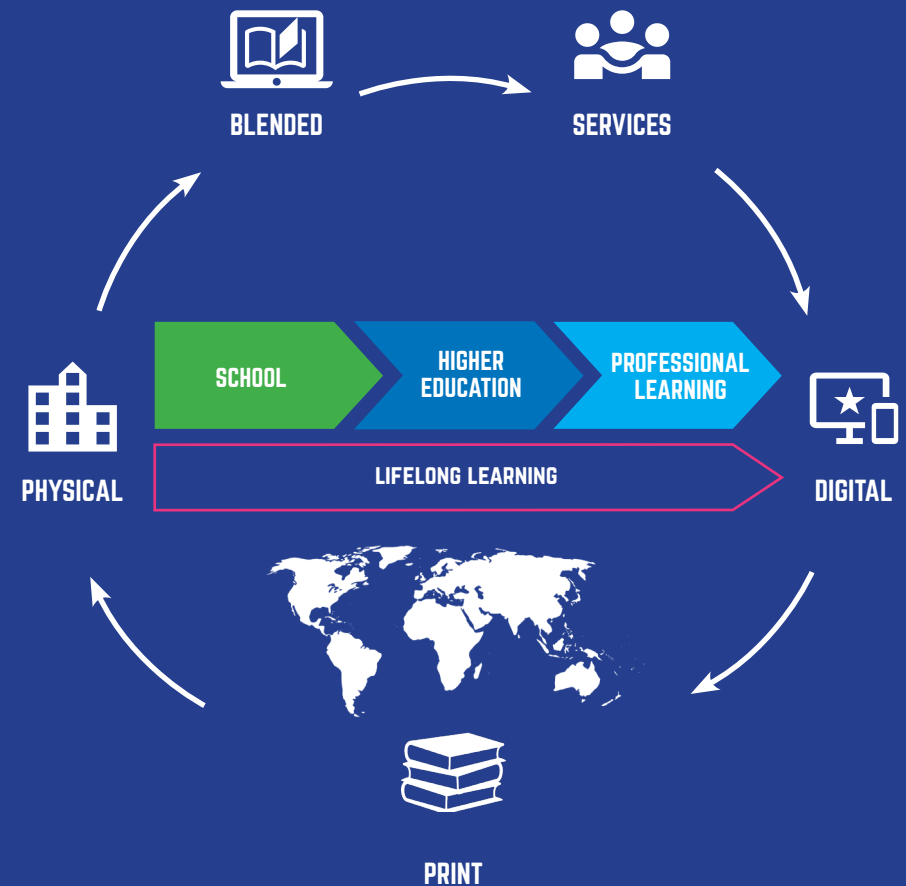 BLENDED
SERVICES
SCHOOL
HIGHER
EDUCATION
PROFESSIONAL
LEARNING
LIFELONG LEARNING
PHYSICAL
DIGITAL
PRINT